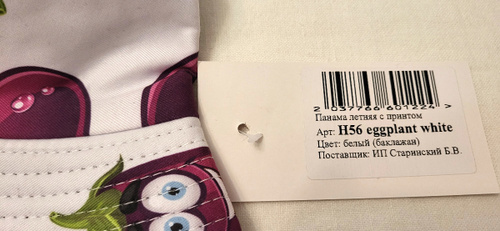 2 037766 601224 >
Панама летняя с принтом
Арт: H56 eggplant white
Цвет: белый (баклажан)
Поставщик: ИП Старинский Б.В.